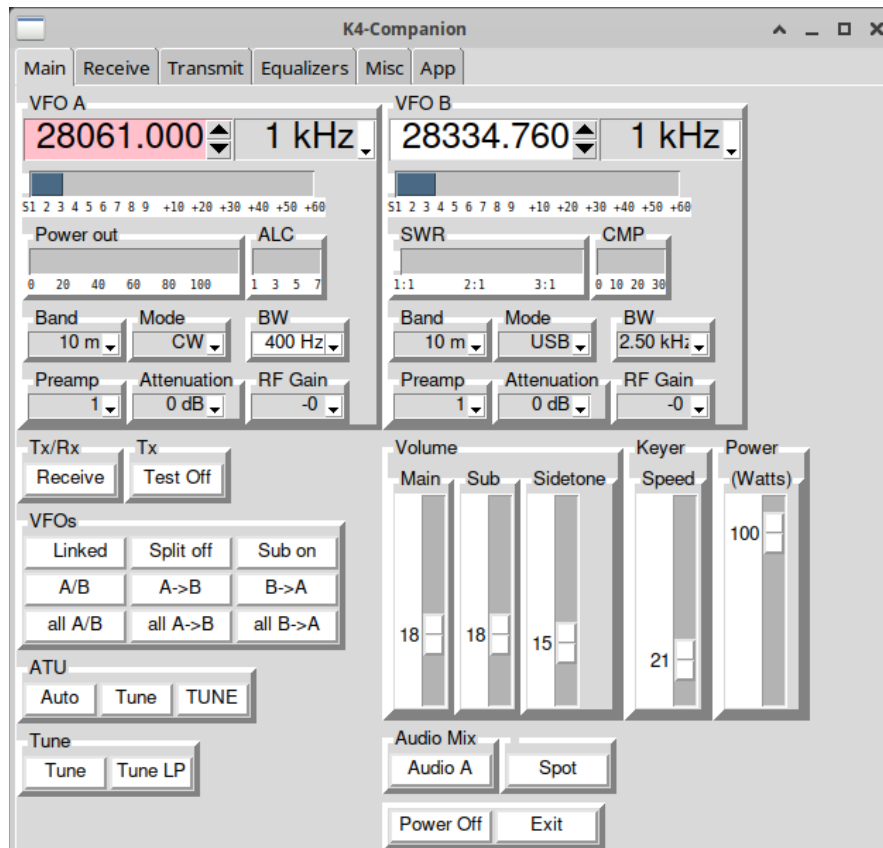 K4-Companion
Main Receive Transmit Equalizers Misc App
VFO A VFO B
28061.000 1 kHz 28334.760 1 kHz
S1 2 3 4 5 6 7 8 9 +10 +20 +30 +40 +50 +60 S1 2 3 4 5 6 7 8 9 +10 +20 +30 +40 +50 +60
Power out ALC SWR CMP
0 20 40 60 80 100 1 3 5 7 1:1 2:1 3:1 0 10 20 30
Band Mode BW Band Mode BW
10 m CW 400 Hz 10 m USB 2.50 kHz
Preamp Attenuation RF Gain Preamp Attenuation RF Gain
1 0 dB -0 1 0 dB -0
Tx/Rx Tx Volume Keyer Power
Receive Test Off Main Sub Sidetone Speed (Watts)
VFOs
Linked Split off Sub on 100
A/B A->B B->A
all A/B all A->B all B->A 18 18 15
ATU 21
Auto Tune TUNE
Tune Audio Mix
Tune Tune LP Audio A Spot
Power Off Exit